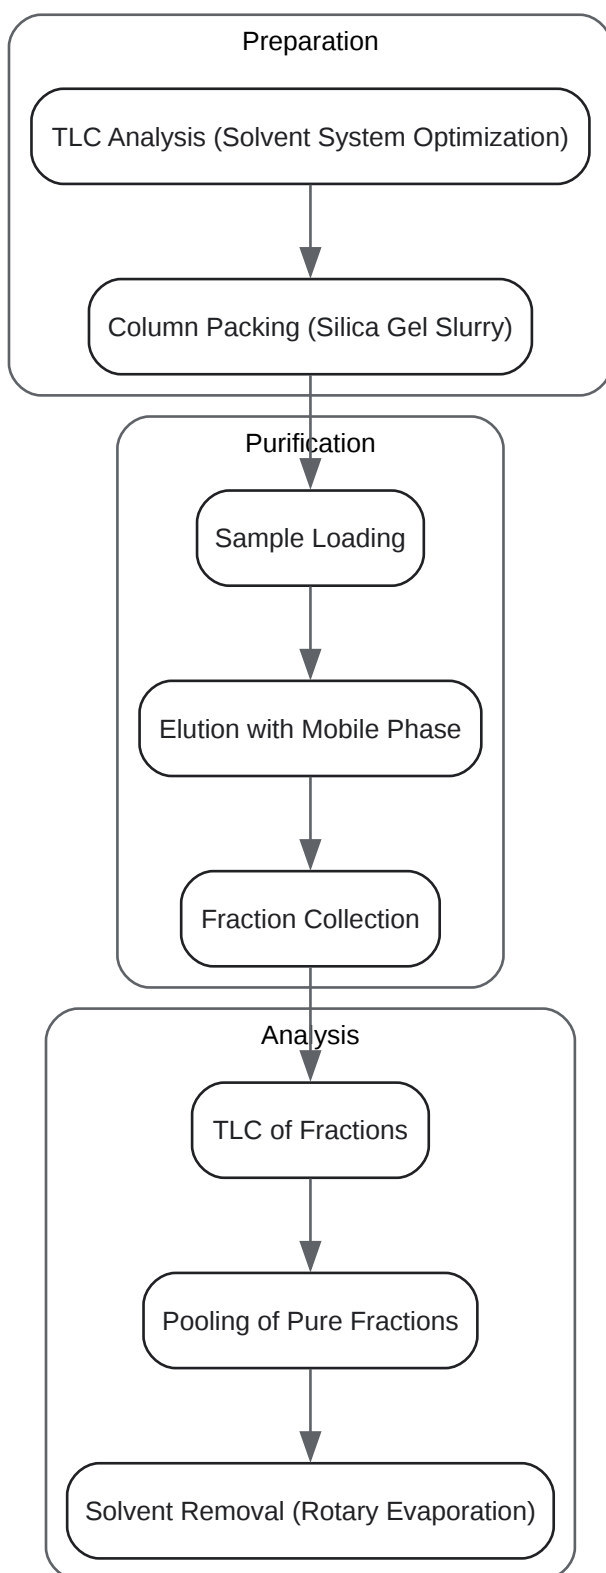 Preparation
TLC Analysis (Solvent System Optimization)
Column Packing (Silica Gel Slurry)
Purification
Sample Loading
Elution with Mobile Phase
Fraction Collection
Analysis
TLC of Fractions
Pooling of Pure Fractions
Solvent Removal (Rotary Evaporation)